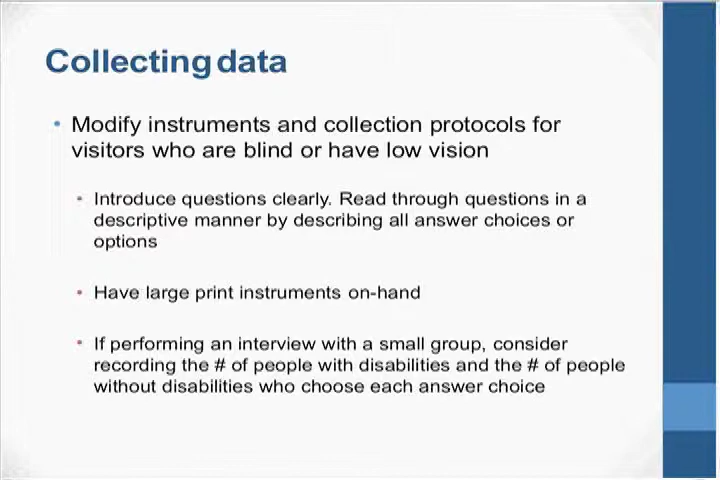 Collecting data
• Modify instruments and collection protocols for
visitors who are blind or have low vision
• Introduce questions clearly. Read through questions in a
descriptive manner by describing all answer choices or
options
• Have large print instruments on-hand
• If performing an interview with a small group, consider
recording the # of people with disabilities and the # of people
without disabilities who choose each answer choice